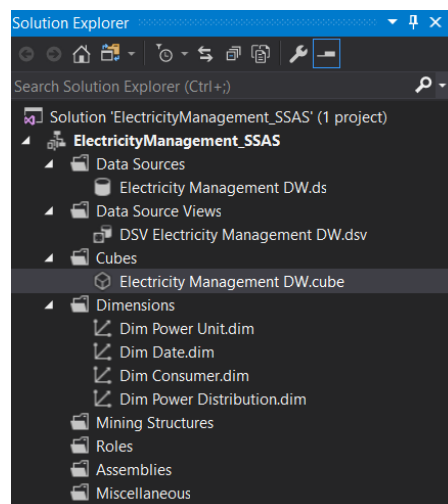 Solution Explorer
Search Solution Explorer (Ctrl+;)
Solution 'ElectricityManagement_SSAS' (1 project)
ElectricityManagement_SSAS
Data Sources
Electricity Management DW.ds
Data Source Views
DSV Electricity Management DW.dsv
Cubes
Electricity Management DW.cube
Dimensions
Dim Power Unit.dim
Dim Date.dim
Dim Consumer.dim
Dim Power Distribution.dim
Mining Structures
Roles
Assemblies
Miscellaneous